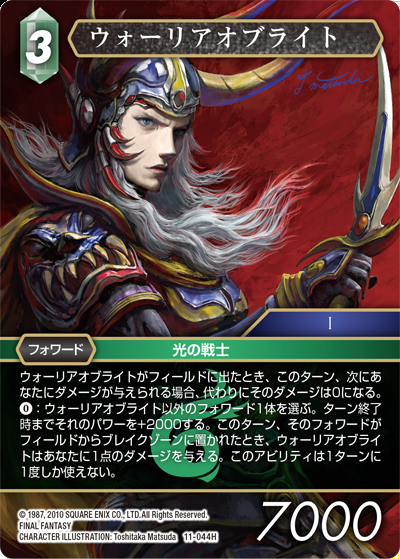 3
ウォーリアオブライト
I
フォワード
光の戦士
ウォーリアオブライトがフィールドに出たとき、このターン、次にあ
なたにダメージが与えられる場合、代わりにそのダメージは0になる。
0：ウォーリアオブライト以外のフォワード1体を選ぶ。ターン終了
時までそれのパワーを+2000する。このターン、そのフォワードが
フィールドからブレイクゾーンに置かれたとき、ウォーリアオブライ
トはあなたに1点のダメージを与える。このアビリティは1ターンに
1度しか使えない。
© 1987, 2010 SQUARE ENIX CO., LTD.All Rights Reserved.
FINAL FANTASY
CHARACTER ILLUSTRATION: Toshitaka Matsuda 11-044H
7000